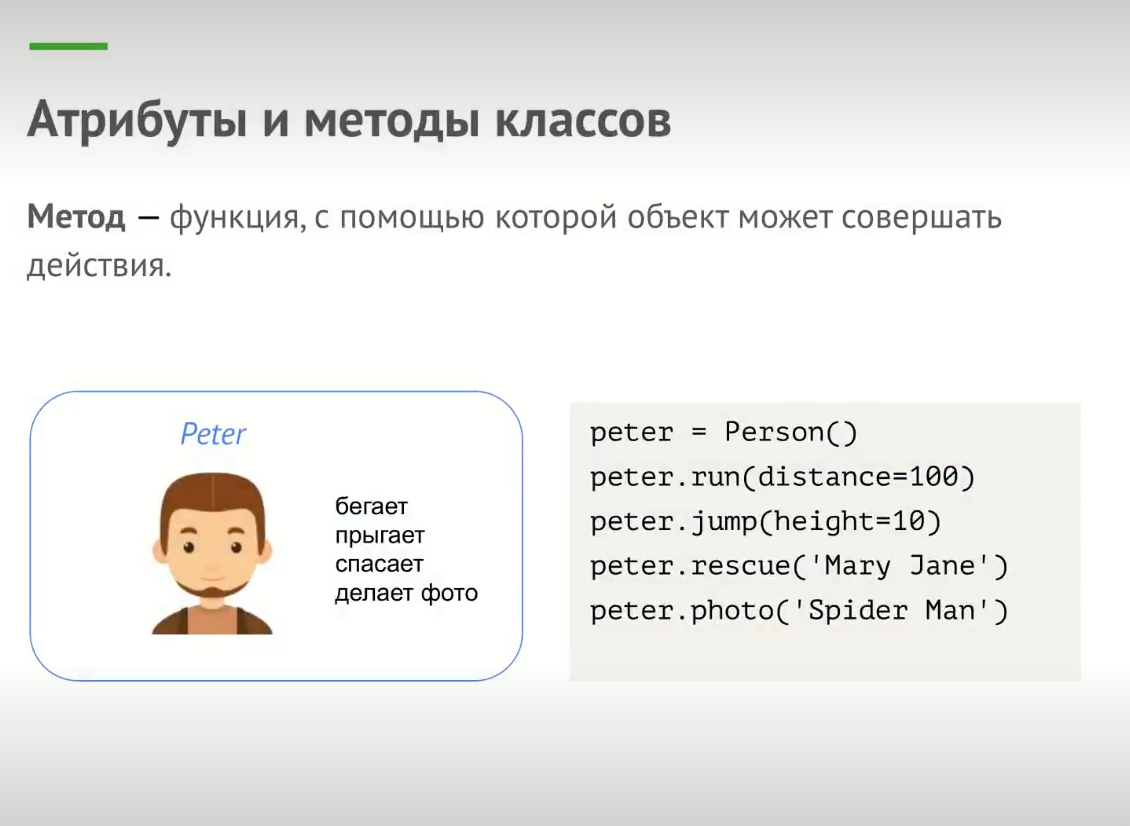 Атрибуты и методы классов
Метод — функция, с помощью которой объект может совершать
действия.
Peter
бегает
прыгает
спасает
делает фото
peter = Person()
peter.run(distance=100)
peter.jump(height=10)
peter.rescue('Mary Jane')
peter.photo('Spider Man')